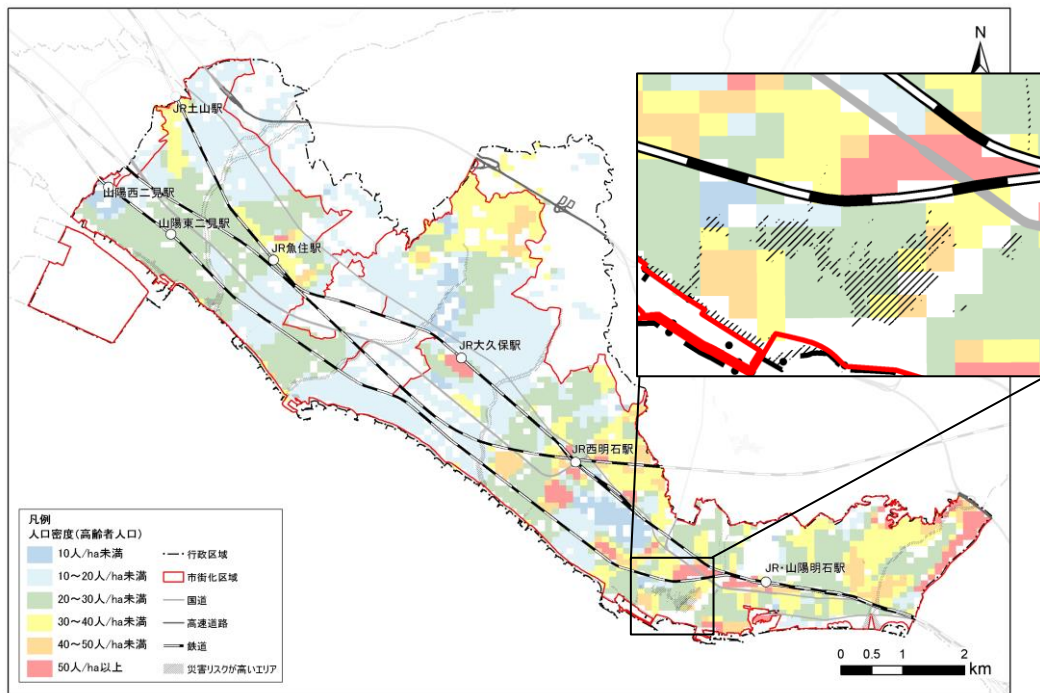 N
JR土山駅
山陽西二見駅
山陽東二見駅
JR魚住駅
JR大久保駅
JR西明石駅
JR・山陽明石駅
凡例
人口密度(高齢者人口)
10人/ha未満
10~20人/ha未満
20~30人/ha未満
30~40人/ha未満
40~50人/ha未満
50人/ha以上
行政区域
市街化区域
国道
高速道路
鉄道
災害リスクが高いエリア
0 0.5 1 2
km